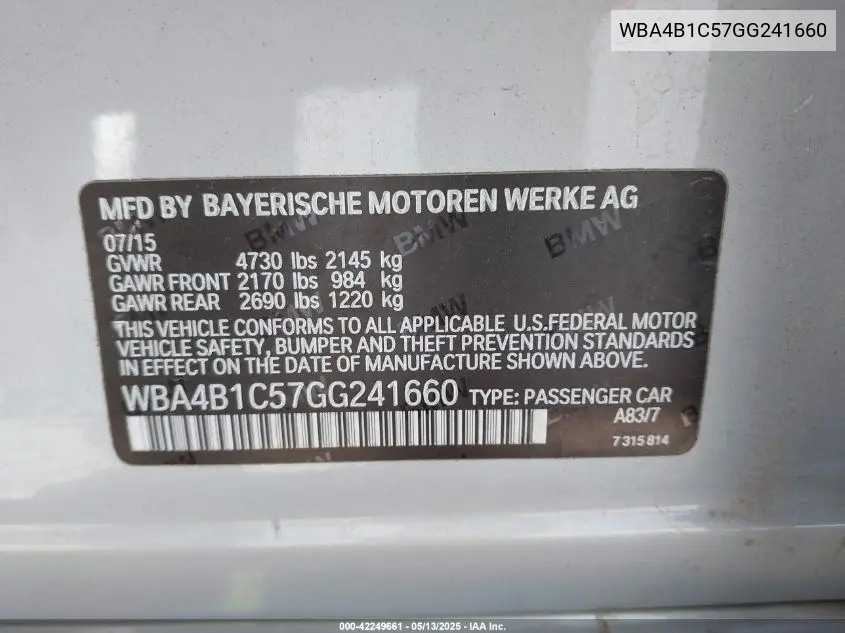 WBA4B1C57GG241660
MFD BY BAYERISCHE MOTOREN WERKE AG
07/15
GVWR 4730 lbs 2145 kg
GAWR FRONT 2170 lbs 984 kg
GAWR REAR 2690 lbs 1220 kg
THIS VEHICLE CONFORMS TO ALL APPLICABLE U.S.FEDERAL MOTOR
VEHICLE SAFETY, BUMPER AND THEFT PREVENTION STANDARDS
IN EFFECT ON THE DATE OF MANUFACTURE SHOWN ABOVE.
WBA4B1C57GG241660 TYPE: PASSENGER CAR
A83/7
7 315 814
000-42249661 - 05/13/2025 - IAA Inc.